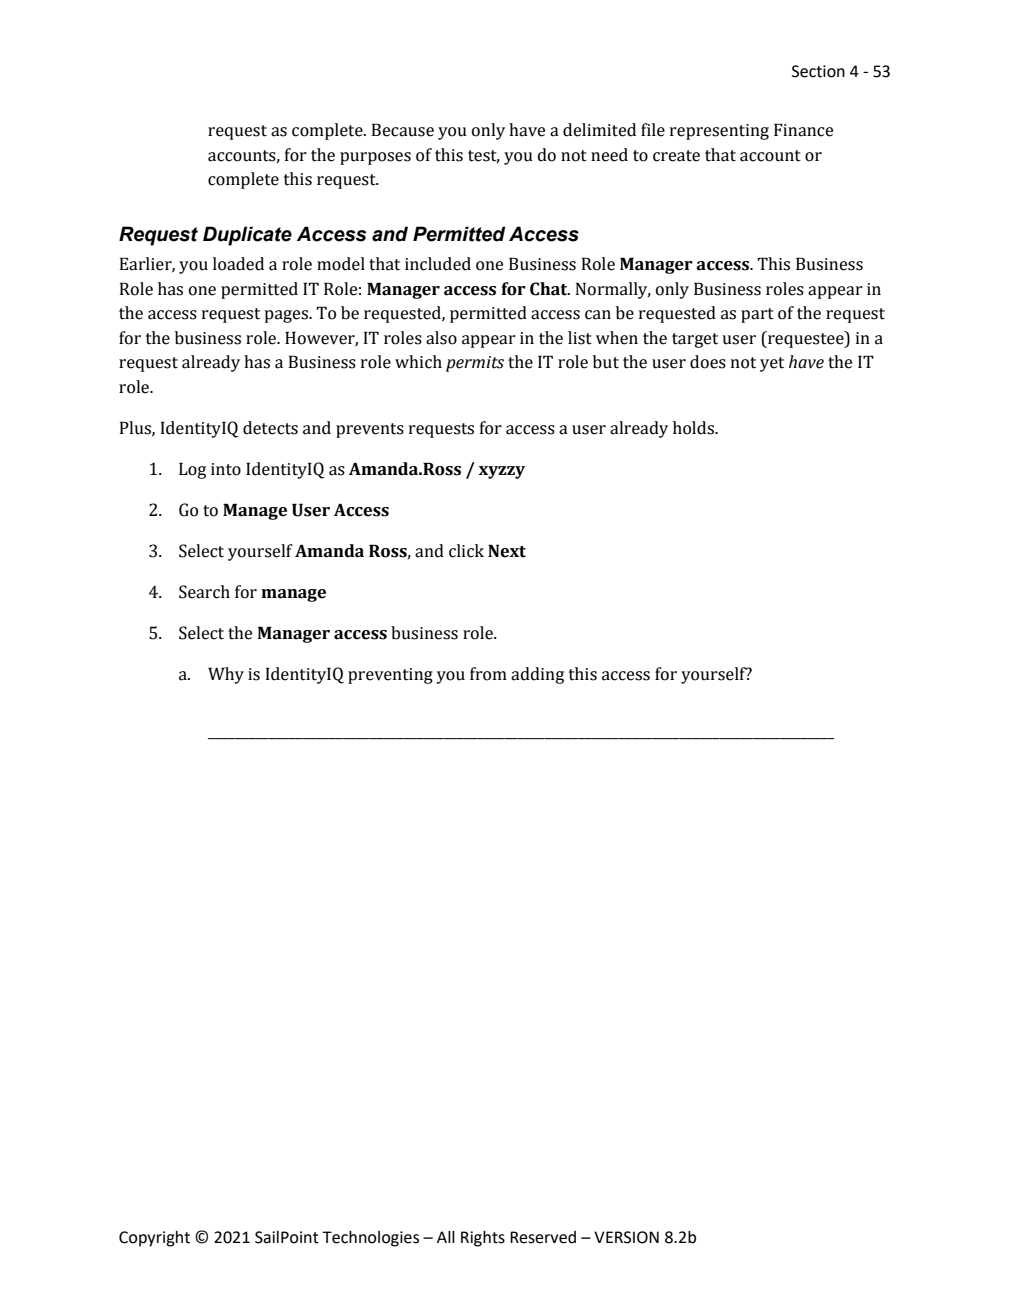 Section 4 - 53
request as complete. Because you only have a delimited file representing Finance
accounts, for the purposes of this test, you do not need to create that account or
complete this request.
Request Duplicate Access and Permitted Access
Earlier, you loaded a role model that included one Business Role Manager access. This Business
Role has one permitted IT Role: Manager access for Chat. Normally, only Business roles appear in
the access request pages. To be requested, permitted access can be requested as part of the request
for the business role. However, IT roles also appear in the list when the target user (requestee) in a
request already has a Business role which permits the IT role but the user does not yet have the IT
role.
Plus, IdentityIQ detects and prevents requests for access a user already holds.
1. Log into IdentityIQ as Amanda.Ross / xyzzy
2. Go to Manage User Access
3. Select yourself Amanda Ross, and click Next
4. Search for manage
5. Select the Manager access business role.
a. Why is IdentityIQ preventing you from adding this access for yourself?
Copyright © 2021 SailPoint Technologies – All Rights Reserved – VERSION 8.2b